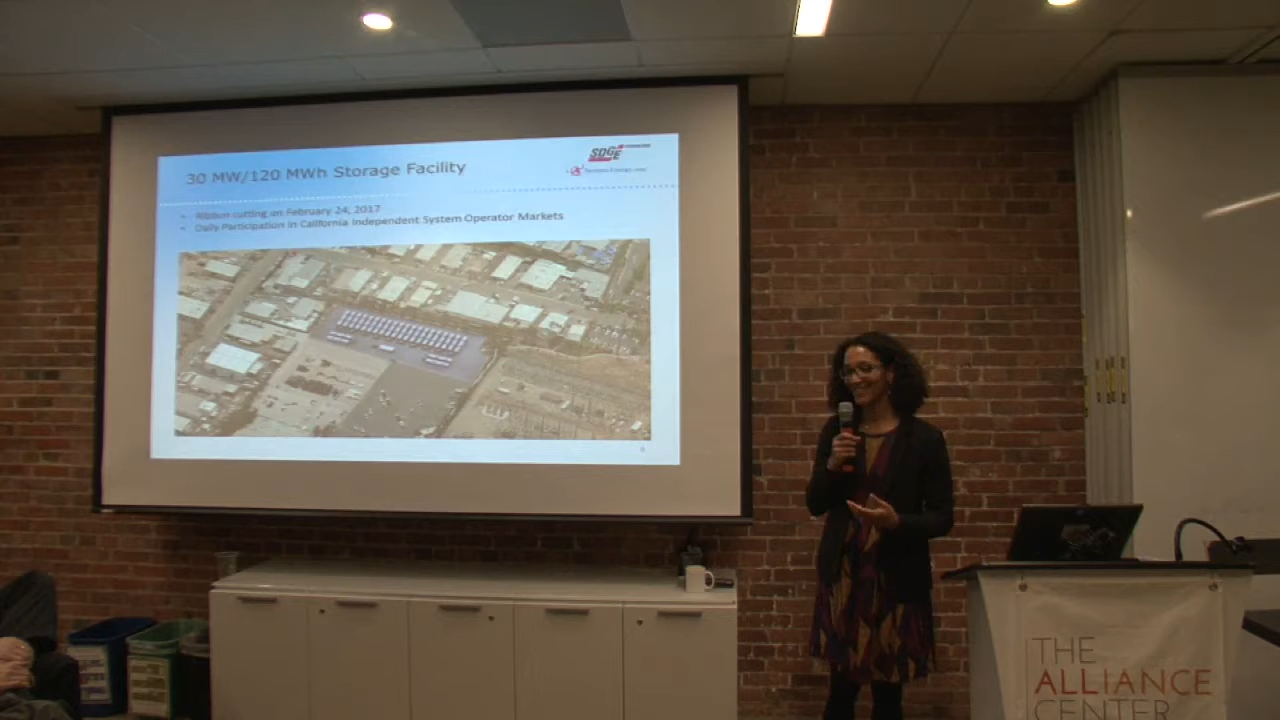 30 MW/120 MWh Storage Facility
SDGE
Ribbon cutting on February 24, 2017
Daily Participation in California Independent System Operator Markets
THE
ALLIANCE
CENTER